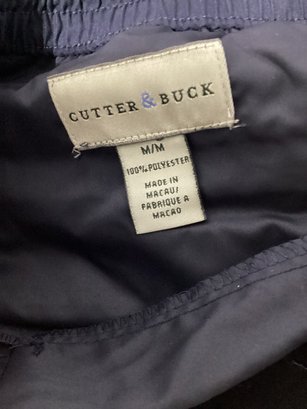 CUTTER & BUCK
M/M
100% POLYESTER
MADE IN
MACAU/
FABRIQUE A
MACAO